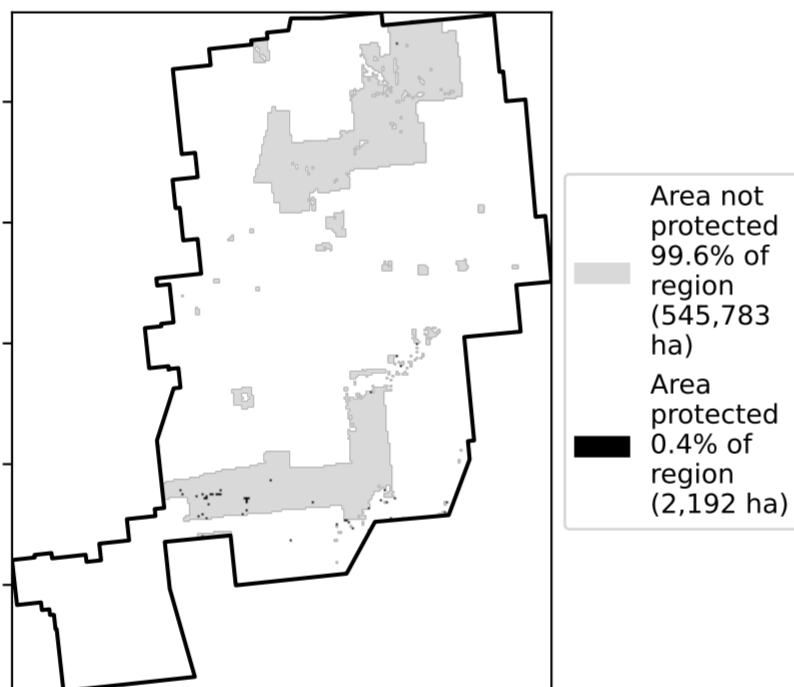 Area not
protected
99.6% of
region
(545,783
ha)
Area
protected
0.4% of
region
(2,192 ha)